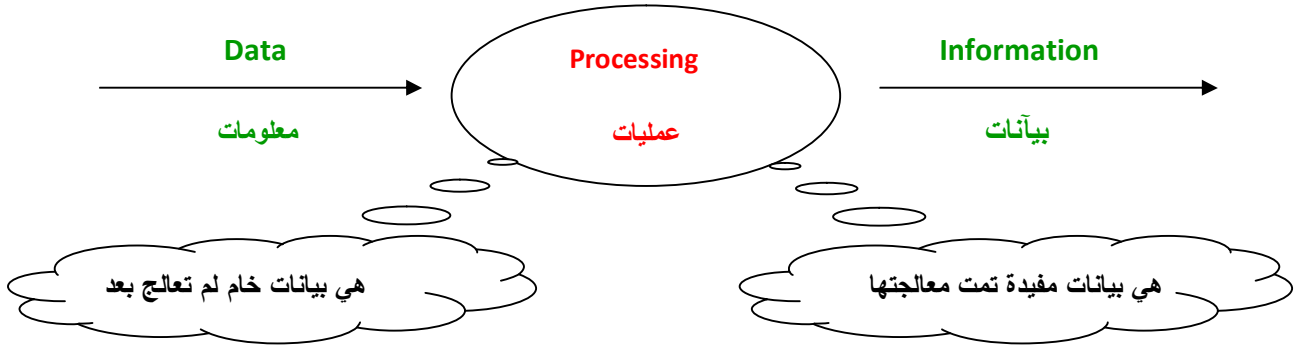 Data
Processing
Information
معلومات
عمليات
بيآنات
هي بيانات خام لم تعالج بعد
هي بيانات مفيدة تمت معالجتها